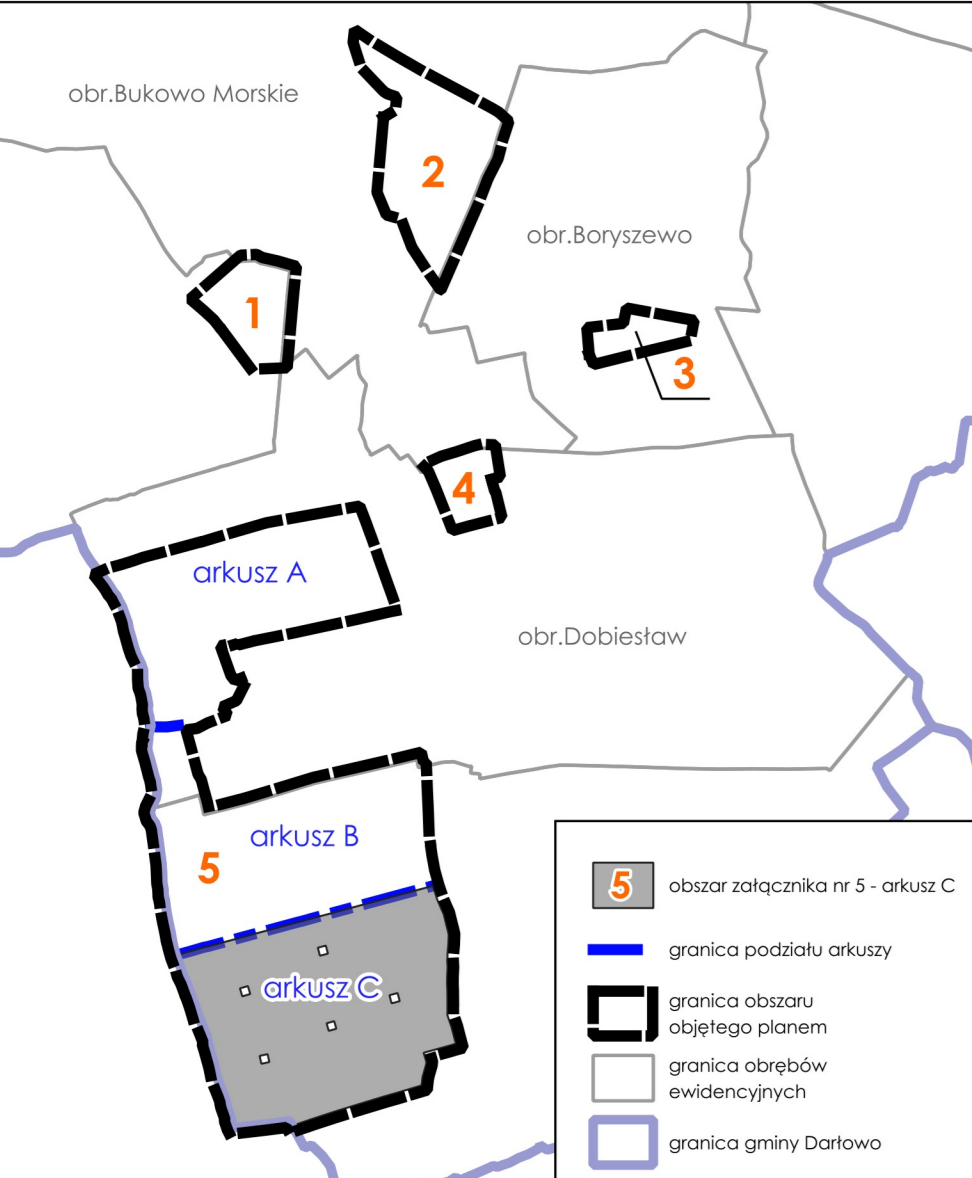 obr.Bukowo Morskie
2
obr.Boryszewo
1
3
4
arkusz A
obr.Dobiesław
arkusz B
5
arkusz C
5 obszar załącznika nr 5 - arkusz C
granica podziału arkuszy
granica obszaru
objętego planem
granica obrębów
ewidencyjnych
granica gminy Darłowo